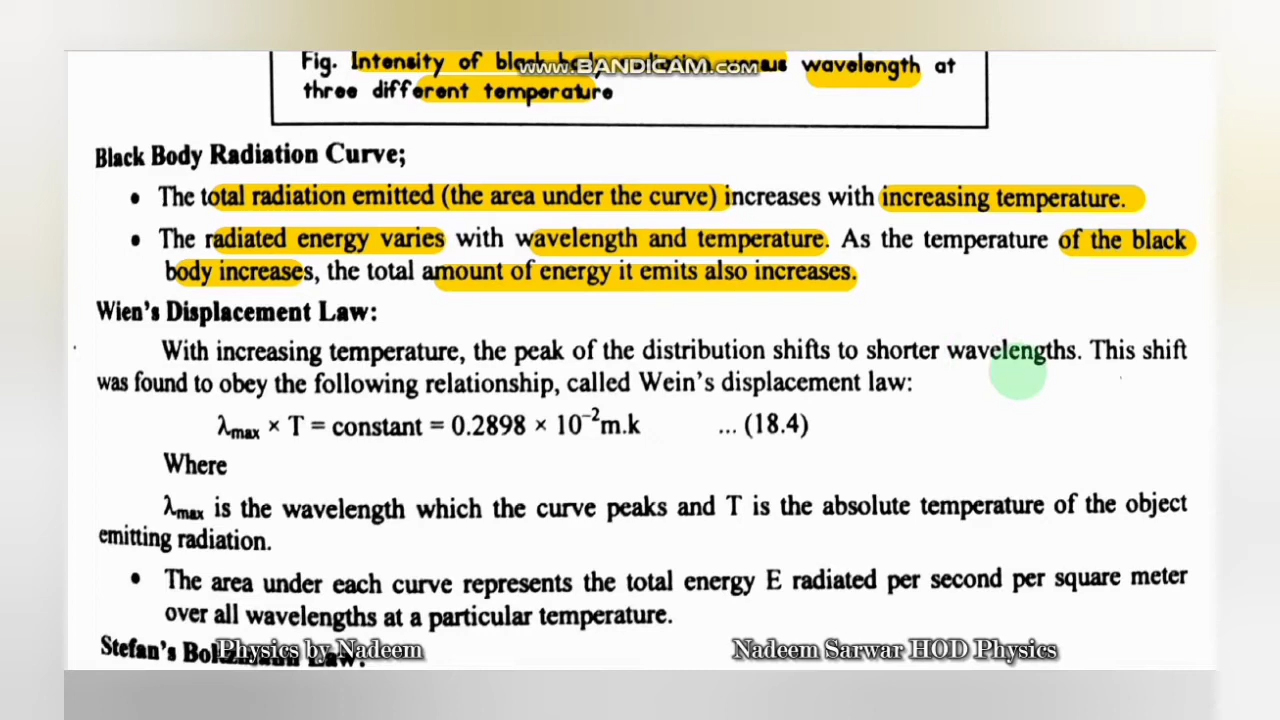 Fig. Intensity of black body wavelength at
www.BANDICAM.com
three different temperature
Black Body Radiation Curve;
• The total radiation emitted (the area under the curve) increases with increasing temperature.
• The radiated energy varies with wavelength and temperature. As the temperature of the black
body increases, the total amount of energy it emits also increases.
Wien's Displacement Law:
With increasing temperature, the peak of the distribution shifts to shorter wavelengths. This shift
was found to obey the following relationship, called Wein's displacement law:
λmax × T = constant = 0.2898 × 10⁻²m.k ... (18.4)
Where
λmax is the wavelength which the curve peaks and T is the absolute temperature of the object
emitting radiation.
• The area under each curve represents the total energy E radiated per second per square meter
over all wavelengths at a particular temperature.
Stefan's Boltzmann Law:
Physics by Nadeem Nadeem Sarwar HOD Physics